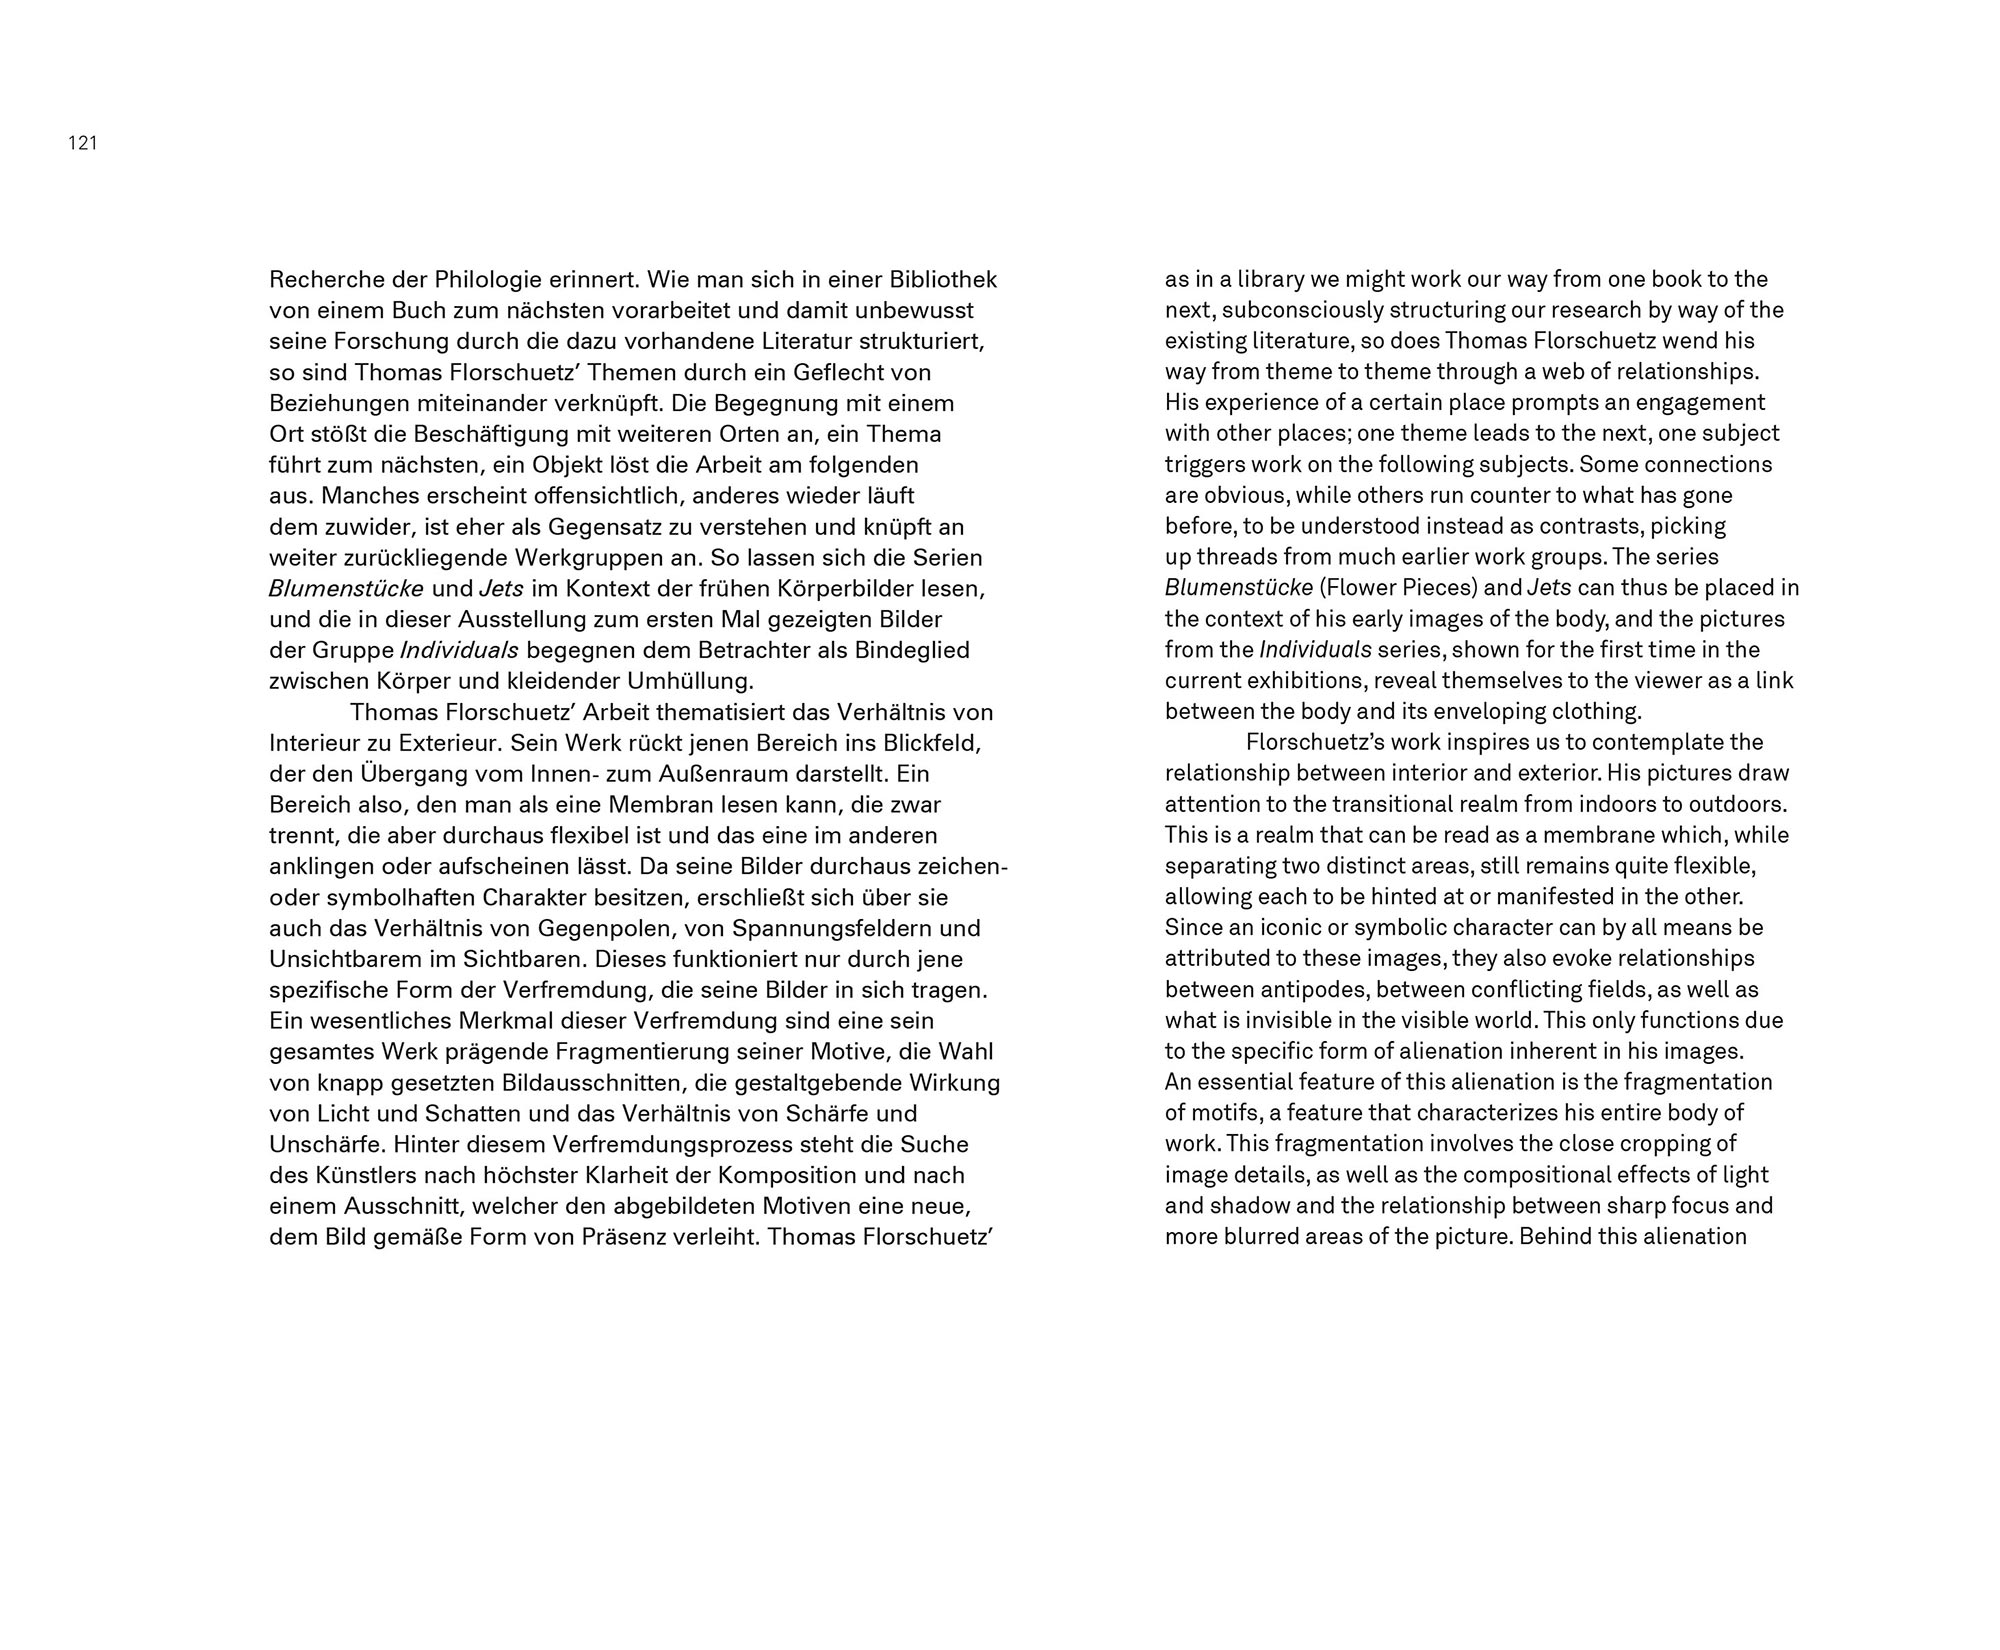 121
Recherche der Philologie erinnert. Wie man sich in einer Bibliothek
von einem Buch zum nächsten vorarbeitet und damit unbewusst
seine Forschung durch die dazu vorhandene Literatur strukturiert,
so sind Thomas Florschuetz’ Themen durch ein Geflecht von
Beziehungen miteinander verknüpft. Die Begegnung mit einem
Ort stößt die Beschäftigung mit weiteren Orten an, ein Thema
führt zum nächsten, ein Objekt löst die Arbeit am folgenden
aus. Manches erscheint offensichtlich, anderes wieder läuft
dem zuwider, ist eher als Gegensatz zu verstehen und knüpft an
weiter zurückliegende Werkgruppen an. So lassen sich die Serien
Blumenstücke und Jets im Kontext der frühen Körperbilder lesen,
und die in dieser Ausstellung zum ersten Mal gezeigten Bilder
der Gruppe Individuals begegnen dem Betrachter als Bindeglied
zwischen Körper und kleidender Umhüllung.
Thomas Florschuetz’ Arbeit thematisiert das Verhältnis von
Interieur zu Exterieur. Sein Werk rückt jenen Bereich ins Blickfeld,
der den Übergang vom Innen- zum Außenraum darstellt. Ein
Bereich also, den man als eine Membran lesen kann, die zwar
trennt, die aber durchaus flexibel ist und das eine im anderen
anklingen oder aufscheinen lässt. Da seine Bilder durchaus zeichen-
oder symbolhaften Charakter besitzen, erschließt sich über sie
auch das Verhältnis von Gegenpolen, von Spannungsfeldern und
Unsichtbarem im Sichtbaren. Dieses funktioniert nur durch jene
spezifische Form der Verfremdung, die seine Bilder in sich tragen.
Ein wesentliches Merkmal dieser Verfremdung sind eine sein
gesamtes Werk prägende Fragmentierung seiner Motive, die Wahl
von knapp gesetzten Bildausschnitten, die gestaltgebende Wirkung
von Licht und Schatten und das Verhältnis von Schärfe und
Unschärfe. Hinter diesem Verfremdungsprozess steht die Suche
des Künstlers nach höchster Klarheit der Komposition und nach
einem Ausschnitt, welcher den abgebildeten Motiven eine neue,
dem Bild gemäße Form von Präsenz verleiht. Thomas Florschuetz’
as in a library we might work our way from one book to the
next, subconsciously structuring our research by way of the
existing literature, so does Thomas Florschuetz wend his
way from theme to theme through a web of relationships.
His experience of a certain place prompts an engagement
with other places; one theme leads to the next, one subject
triggers work on the following subjects. Some connections
are obvious, while others run counter to what has gone
before, to be understood instead as contrasts, picking
up threads from much earlier work groups. The series
Blumenstücke (Flower Pieces) and Jets can thus be placed in
the context of his early images of the body, and the pictures
from the Individuals series, shown for the first time in the
current exhibitions, reveal themselves to the viewer as a link
between the body and its enveloping clothing.
Florschuetz’s work inspires us to contemplate the
relationship between interior and exterior. His pictures draw
attention to the transitional realm from indoors to outdoors.
This is a realm that can be read as a membrane which, while
separating two distinct areas, still remains quite flexible,
allowing each to be hinted at or manifested in the other.
Since an iconic or symbolic character can by all means be
attributed to these images, they also evoke relationships
between antipodes, between conflicting fields, as well as
what is invisible in the visible world. This only functions due
to the specific form of alienation inherent in his images.
An essential feature of this alienation is the fragmentation
of motifs, a feature that characterizes his entire body of
work. This fragmentation involves the close cropping of
image details, as well as the compositional effects of light
and shadow and the relationship between sharp focus and
more blurred areas of the picture. Behind this alienation